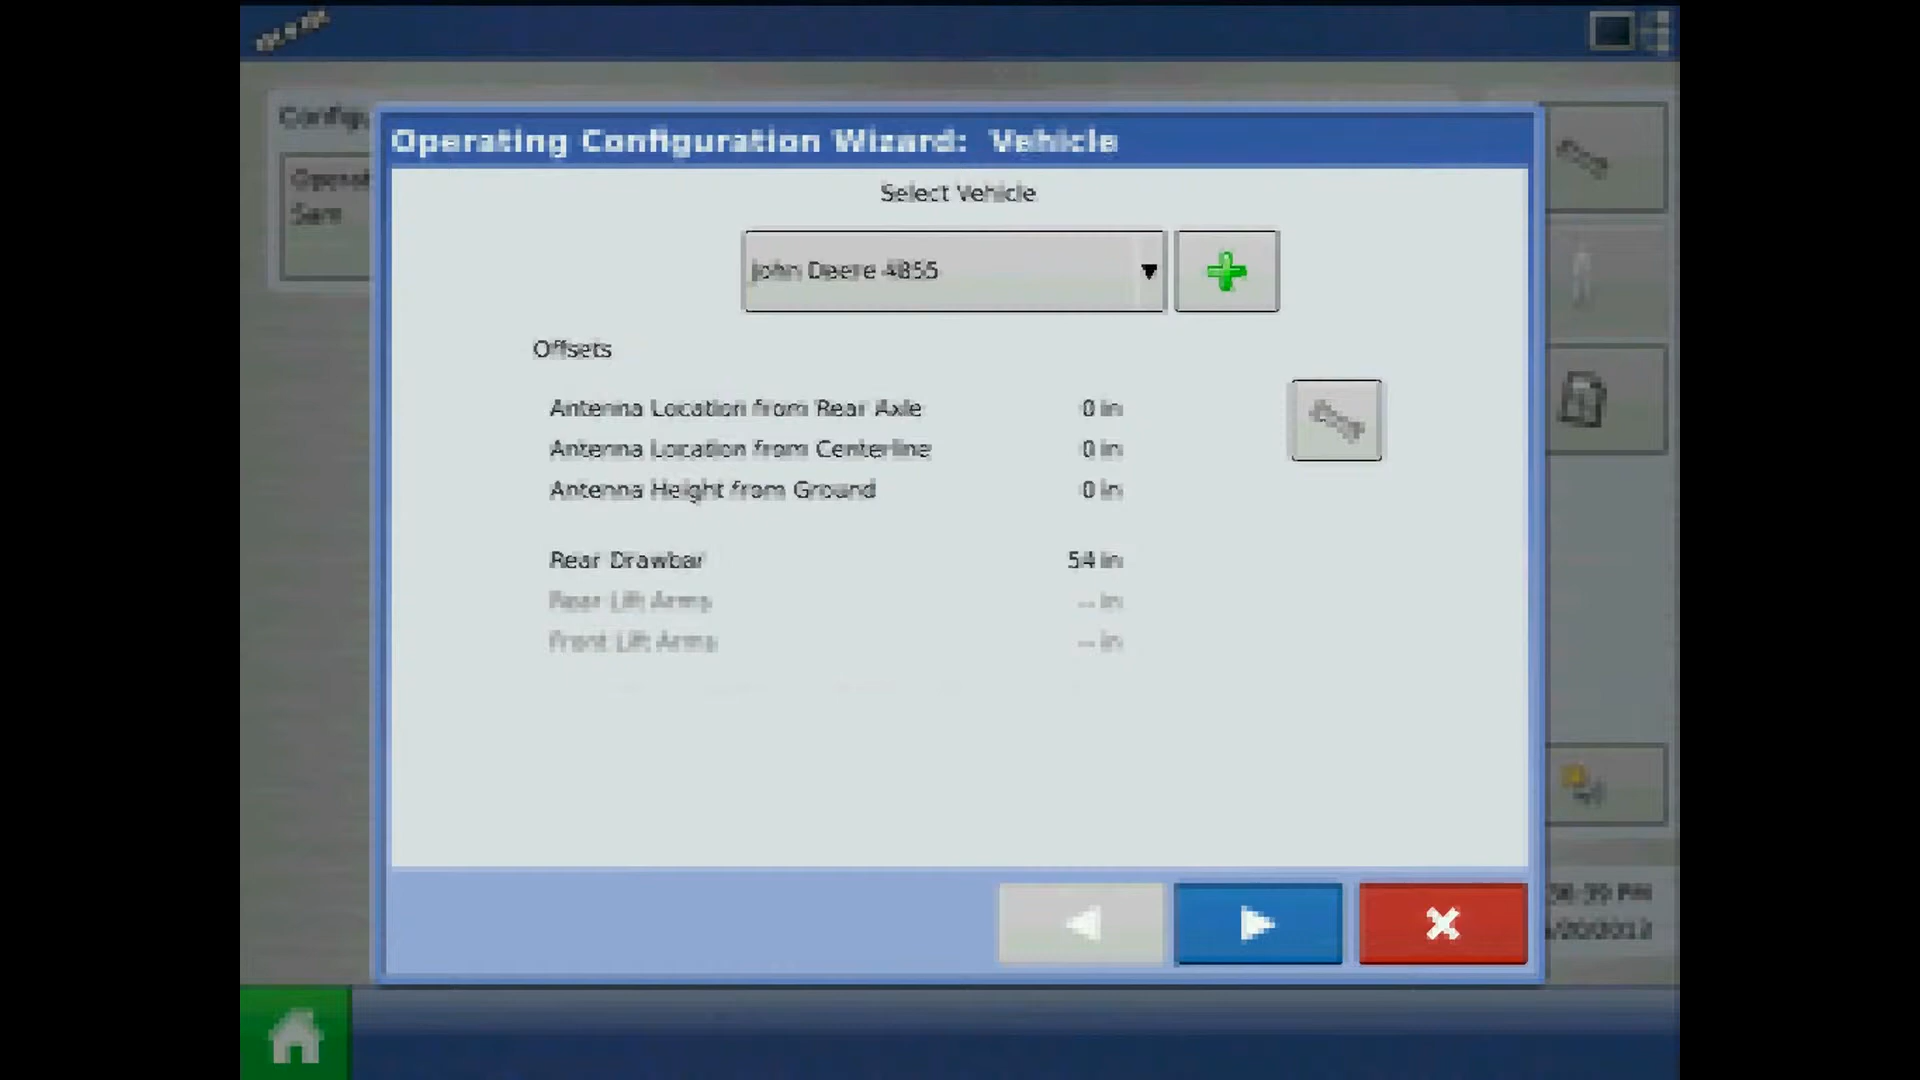 Operating Configuration Wizard: Vehicle
Select Vehicle
John Deere 4855
Offsets
Antenna Location from Rear Axle 0 in
Antenna Location from Centerline 0 in
Antenna Height from Ground 0 in
Rear Drawbar 54 in
Rear Lift Arms -- in
Front Lift Arms -- in